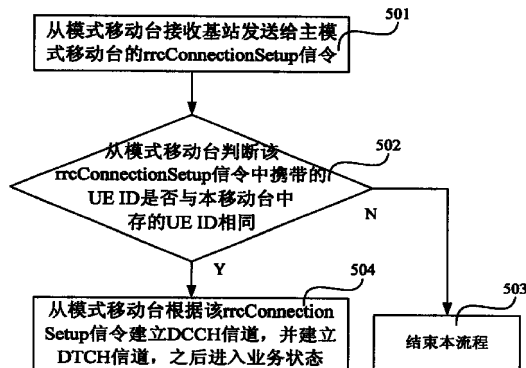 501
从模式移动台接收基站发送给主模
式移动台的rrcConnectionSetup信令
502
从模式移动台判断该
rrcConnectionSetup信令中携带的
UE ID是否与本移动台中
存的UE ID相同
N
Y
504
从模式移动台根据该rrcConnection
Setup信令建立DCCH信道，并建立
DTCH信道，之后进入业务状态
503
结束本流程